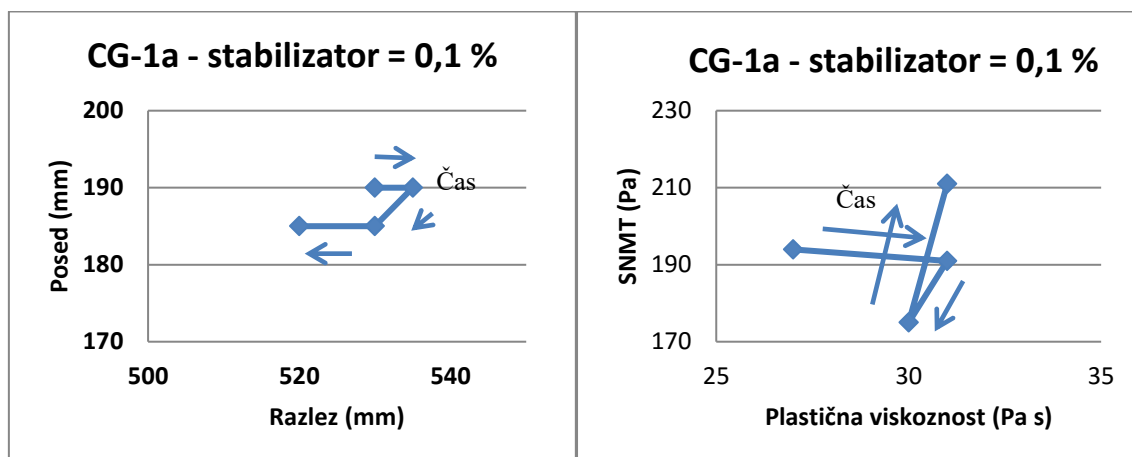 CG-1a - stabilizator = 0,1 %
200
190
180
170
Posed (mm)
Čas
500
520
540
Razlez (mm)
CG-1a - stabilizator = 0,1 %
230
210
190
170
SNMT (Pa)
Čas
25
30
35
Plastična viskoznost (Pa s)